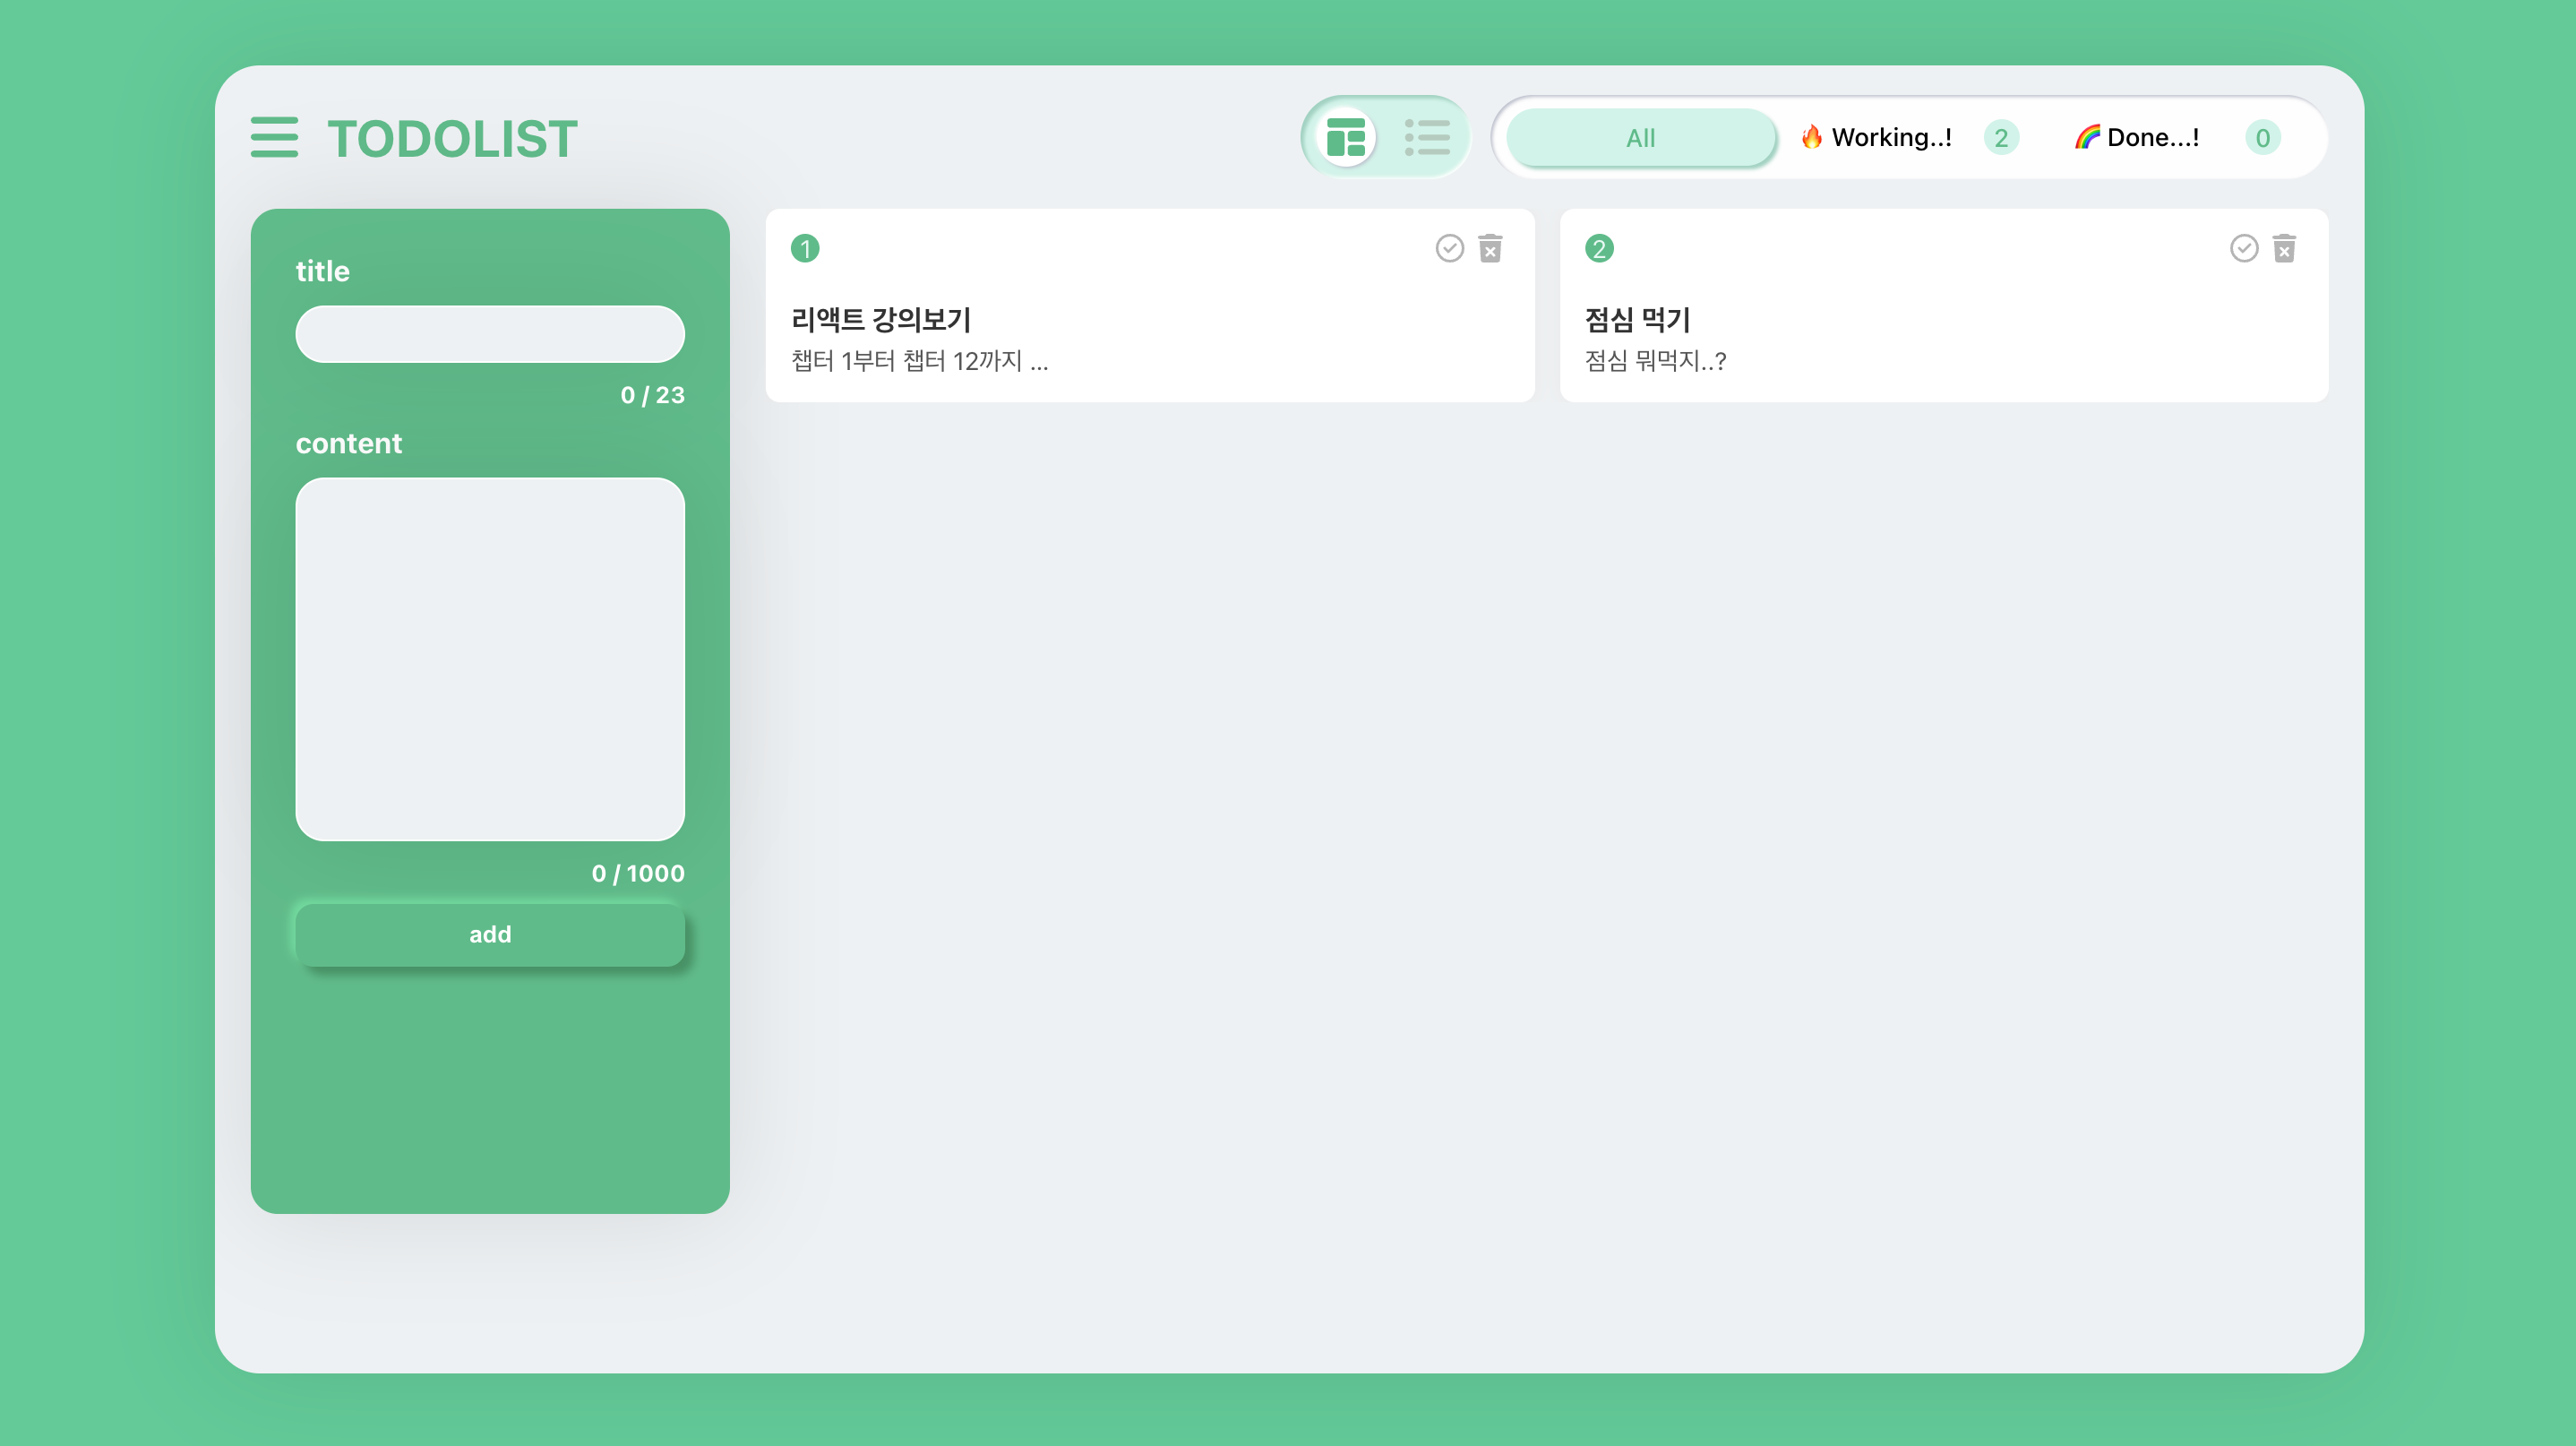 TODOLIST
All
🔥 Working..! 2
🌈 Done...! 0
title
0 / 23
content
0 / 1000
add
1
리액트 강의보기
챕터 1부터 챕터 12까지 ...
2
점심 먹기
점심 뭐먹지..?